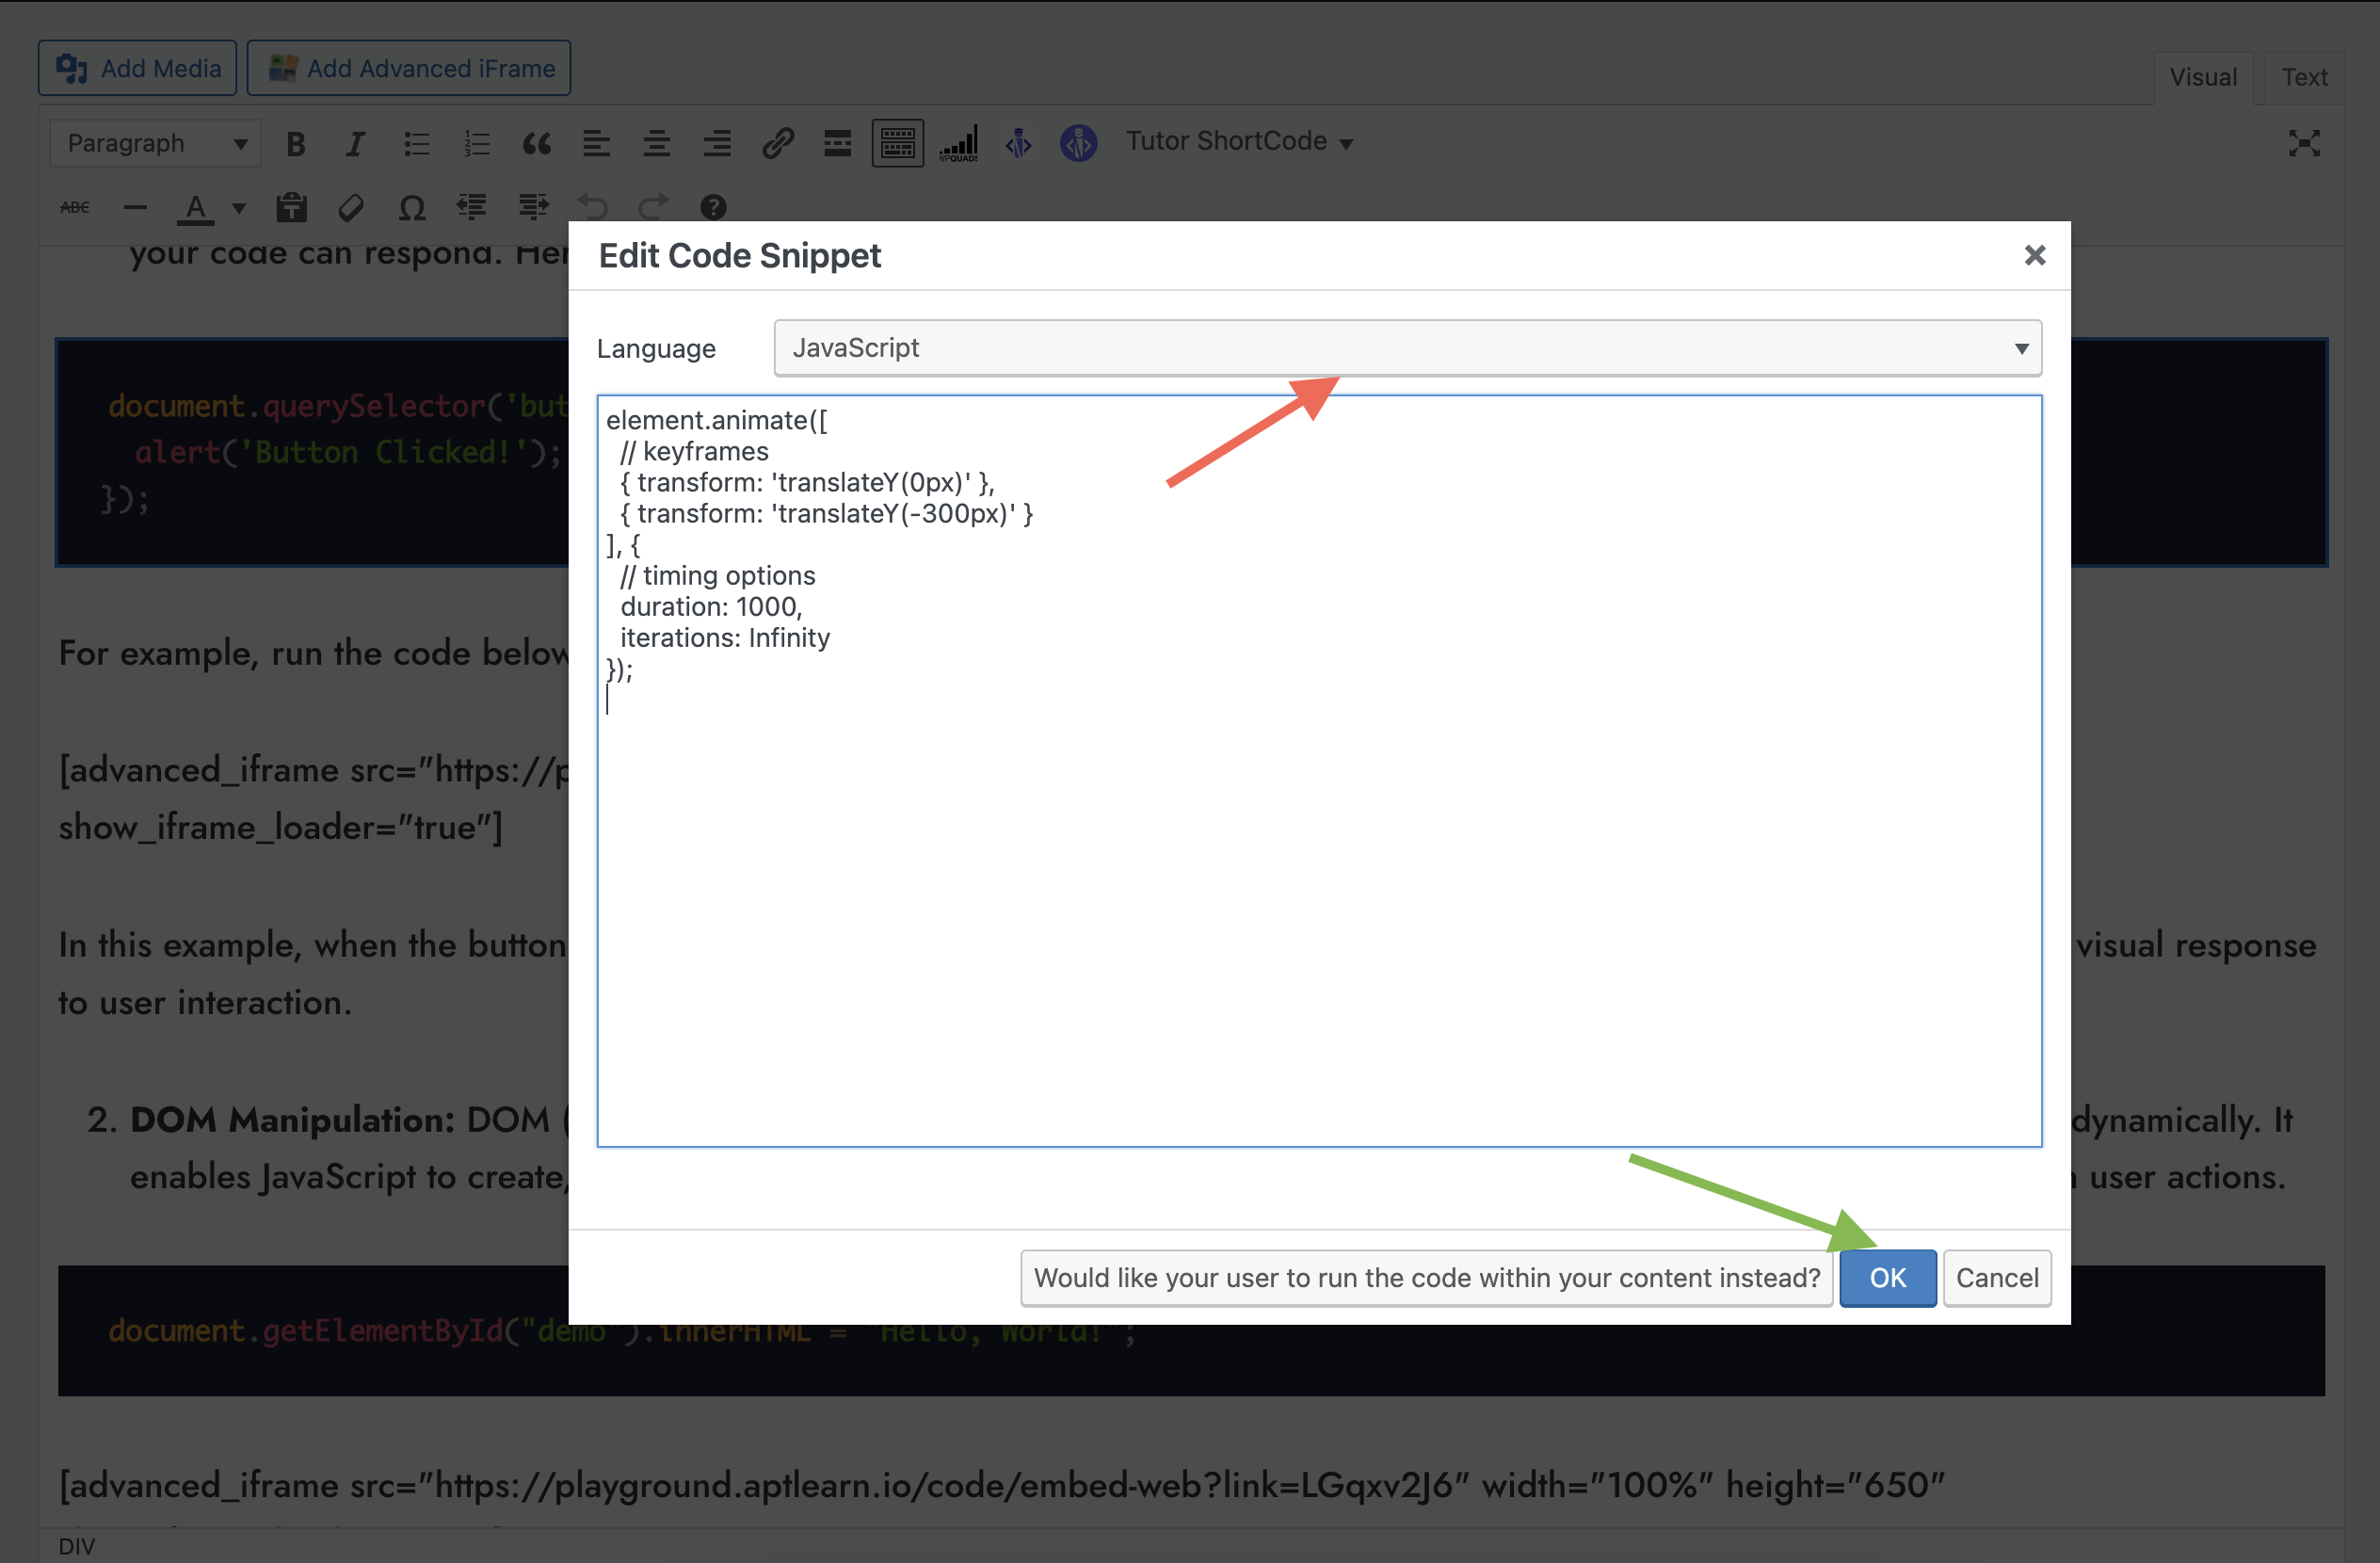 Add Media
Add Advanced iFrame
Visual
Text
Paragraph
B
I
WPQUADS
Tutor ShortCode
ABC
A
Ω
your code can respond.
Edit Code Snippet
Language
JavaScript
document.querySelector('but
alert('Button Clicked!');
});
element.animate([
// keyframes
{ transform: 'translateY(0px)' },
{ transform: 'translateY(-300px)' }
], {
// timing options
duration: 1000,
iterations: Infinity
});
For example, run the code below
[advanced_iframe src="https://p
show_iframe_loader="true"]
In this example, when the button
visual response
to user interaction.
2. DOM Manipulation: DOM (
dynamically. It
enables JavaScript to create,
user actions.
Would like your user to run the code within your content instead?
OK
Cancel
document.getElementById("demo").innerHTML = "Hello, World!";
[advanced_iframe src="https://playground.aptlearn.io/code/embed-web?link=LGqxv2J6" width="100%" height="650"
DIV